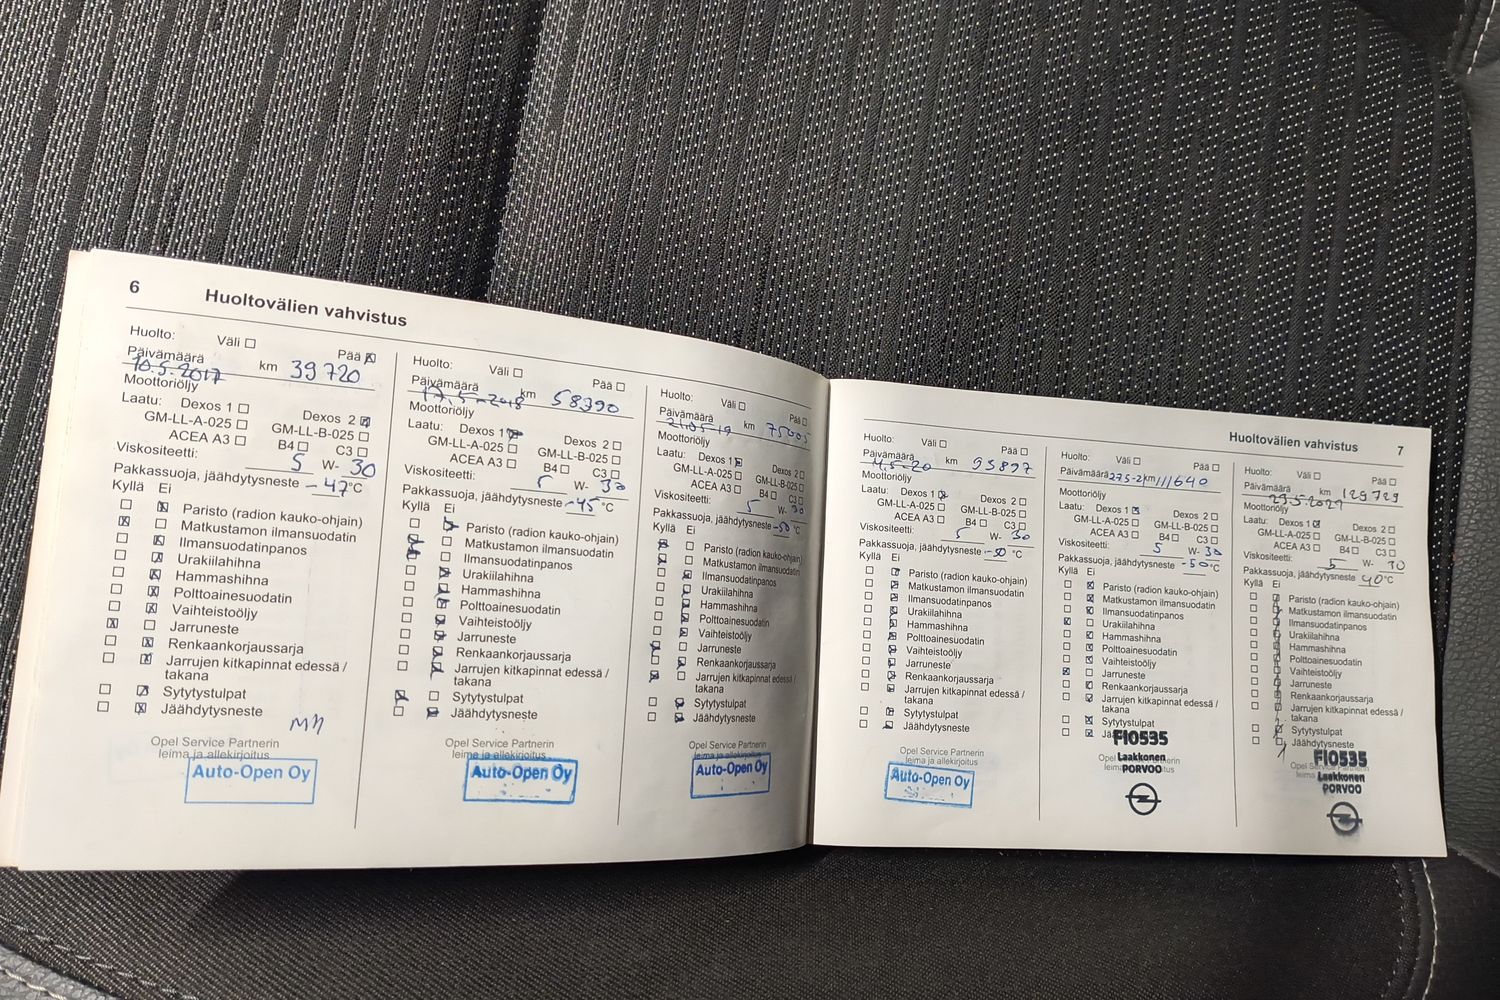 6
Huoltovälien vahvistus
Huolto: Väli Pää
Päivämäärä km 39720
10.5.2017
Moottoriöljy
Laatu: Dexos 1 Dexos 2
GM-LL-A-025 GM-LL-B-025
ACEA A3 B4 C3
Viskositeetti: 5 W- 30
Pakkassuoja, jäähdytysneste -47°C
Kyllä Ei
Paristo (radion kauko-ohjain)
Matkustamon ilmansuodatin
Ilmansuodatinpanos
Urakiilahihna
Hammashihna
Polttoainesuodatin
Vaihteistoöljy
Jarruneste
Renkaankorjaussarja
Jarrujen kitkapinnat edessä /
takana
Sytytystulpat
Jäähdytysneste
Opel Service Partnerin
leima ja allekirjoitus
Auto-Open Oy
Huolto: Väli Pää
Päivämäärä km 58390
17.5-2018
Moottoriöljy
Laatu: Dexos 1 Dexos 2
GM-LL-A-025 GM-LL-B-025
ACEA A3 B4 C3
Viskositeetti: 5 W- 30
Pakkassuoja, jäähdytysneste -45°C
Kyllä Ei
Paristo (radion kauko-ohjain)
Matkustamon ilmansuodatin
Ilmansuodatinpanos
Urakiilahihna
Hammashihna
Polttoainesuodatin
Vaihteistoöljy
Jarruneste
Renkaankorjaussarja
Jarrujen kitkapinnat edessä /
takana
Sytytystulpat
Jäähdytysneste
Opel Service Partnerin
leima ja allekirjoitus
Auto-Open Oy
Huolto: Väli Pää
Päivämäärä km 75005
21.05-19
Moottoriöljy
Laatu: Dexos 1 Dexos 2
GM-LL-A-025 GM-LL-B-025
ACEA A3 B4 C3
Viskositeetti: 5 W- 30
Pakkassuoja, jäähdytysneste -50°C
Kyllä Ei
Paristo (radion kauko-ohjain)
Matkustamon ilmansuodatin
Ilmansuodatinpanos
Urakiilahihna
Hammashihna
Polttoainesuodatin
Vaihteistoöljy
Jarruneste
Renkaankorjaussarja
Jarrujen kitkapinnat edessä /
takana
Sytytystulpat
Jäähdytysneste
Opel Service Partnerin
leima ja allekirjoitus
Auto-Open Oy
Huoltovälien vahvistus
7
Huolto: Väli Pää
Päivämäärä km 93897
4.5-20
Moottoriöljy
Laatu: Dexos 1 Dexos 2
GM-LL-A-025 GM-LL-B-025
ACEA A3 B4 C3
Viskositeetti: 5 W- 30
Pakkassuoja, jäähdytysneste -50°C
Kyllä Ei
Paristo (radion kauko-ohjain)
Matkustamon ilmansuodatin
Ilmansuodatinpanos
Urakiilahihna
Hammashihna
Polttoainesuodatin
Vaihteistoöljy
Jarruneste
Renkaankorjaussarja
Jarrujen kitkapinnat edessä /
takana
Sytytystulpat
Jäähdytysneste
Opel Service Partnerin
leima ja allekirjoitus
Auto-Open Oy
Huolto: Väli Pää
Päivämäärä km 111640
Moottoriöljy
Laatu: Dexos 1 Dexos 2
GM-LL-A-025 GM-LL-B-025
ACEA A3 B4 C3
Viskositeetti: 5 W- 30
Pakkassuoja, jäähdytysneste -50°C
Kyllä Ei
Paristo (radion kauko-ohjain)
Matkustamon ilmansuodatin
Ilmansuodatinpanos
Urakiilahihna
Hammashihna
Polttoainesuodatin
Vaihteistoöljy
Jarruneste
Renkaankorjaussarja
Jarrujen kitkapinnat edessä /
takana
Sytytystulpat
FI0535
Laakkonen
PORVOO
Huolto: Väli Pää
Päivämäärä km 129729
Moottoriöljy
Laatu: Dexos 1 Dexos 2
GM-LL-A-025 GM-LL-B-025
ACEA A3 B4 C3
Viskositeetti: 5 W- 30
Pakkassuoja, jäähdytysneste 40°C
Kyllä Ei
Paristo (radion kauko-ohjain)
Matkustamon ilmansuodatin
Ilmansuodatinpanos
Urakiilahihna
Hammashihna
Polttoainesuodatin
Vaihteistoöljy
Jarruneste
Renkaankorjaussarja
Jarrujen kitkapinnat edessä /
takana
Sytytystulpat
Jäähdytysneste
FI0535
Laakkonen
PORVOO